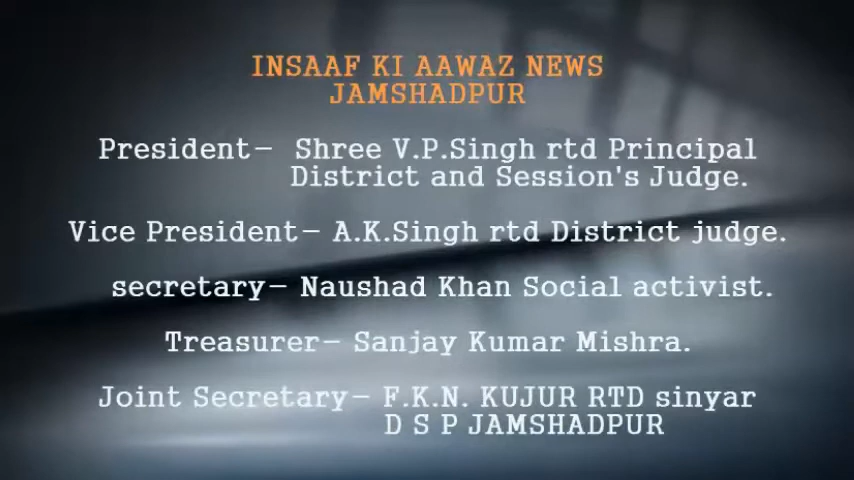 INSAAF KI AAWAZ NEWS
JAMSHADPUR
President- Shree V.P.Singh rtd Principal
District and Session's Judge.
Vice President- A.K.Singh rtd District judge.
secretary- Naushad Khan Social activist.
Treasurer- Sanjay Kumar Mishra.
Joint Secretary- F.K.N. KUJUR RTD sinyar
D S P JAMSHADPUR